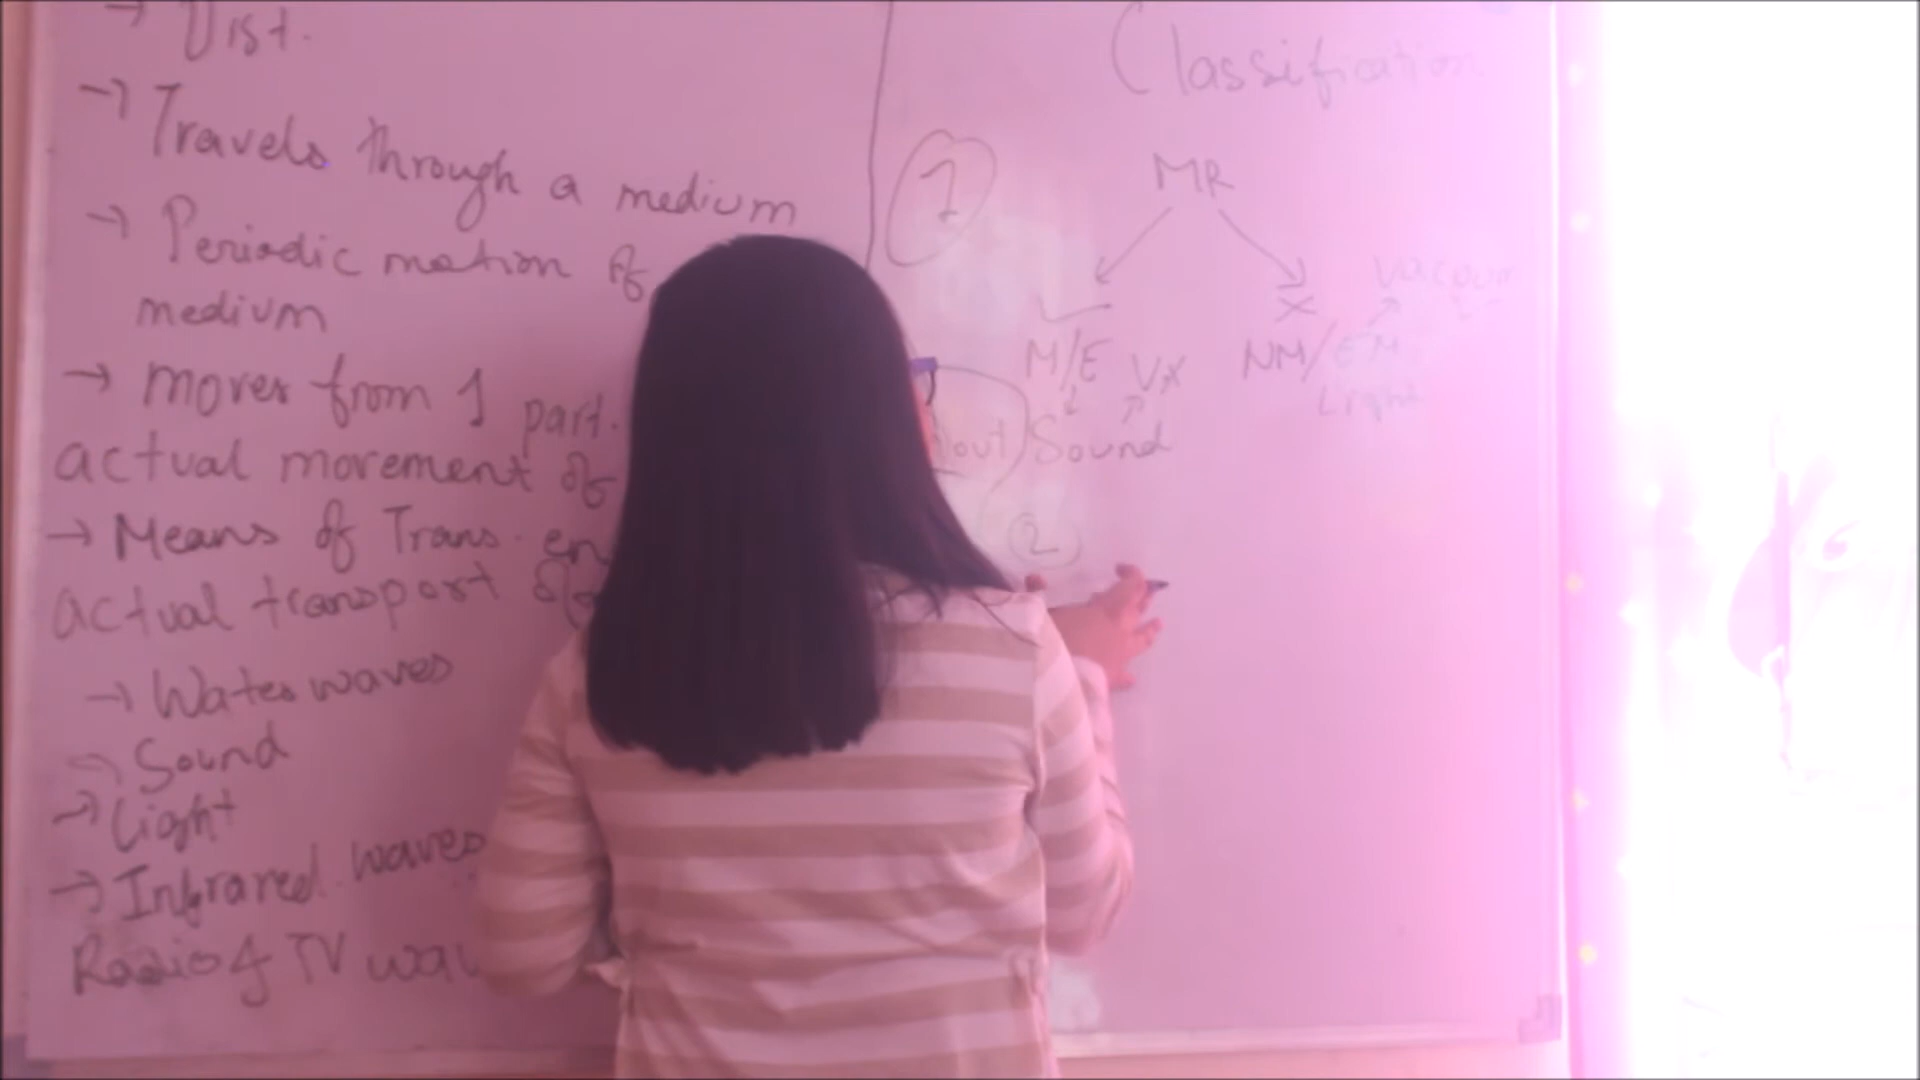 → Dist.
→ Travels through a medium
→ Periodic motion of
medium
→ moves from 1 part.
actual movement of
→ Means of Trans. en
actual transport of
→ Water waves
→ Sound
→ Light
→ Infrared waves
Radio & TV wav
Classification
1
MR
Vacuum
M/E VX
NM/EM
Light
out Sound
2